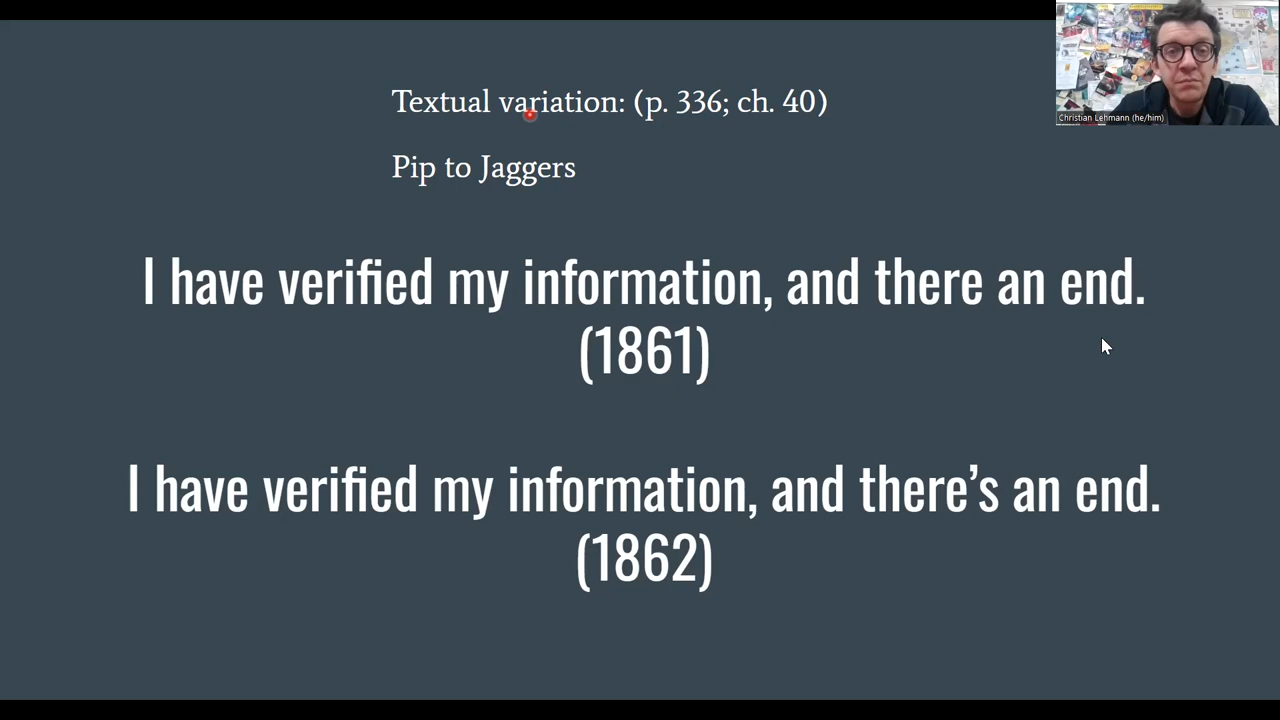 Textual variation: (p. 336; ch. 40)
Pip to Jaggers
I have verified my information, and there an end.
(1861)
I have verified my information, and there’s an end.
(1862)
Christian Lehmann (he/him)